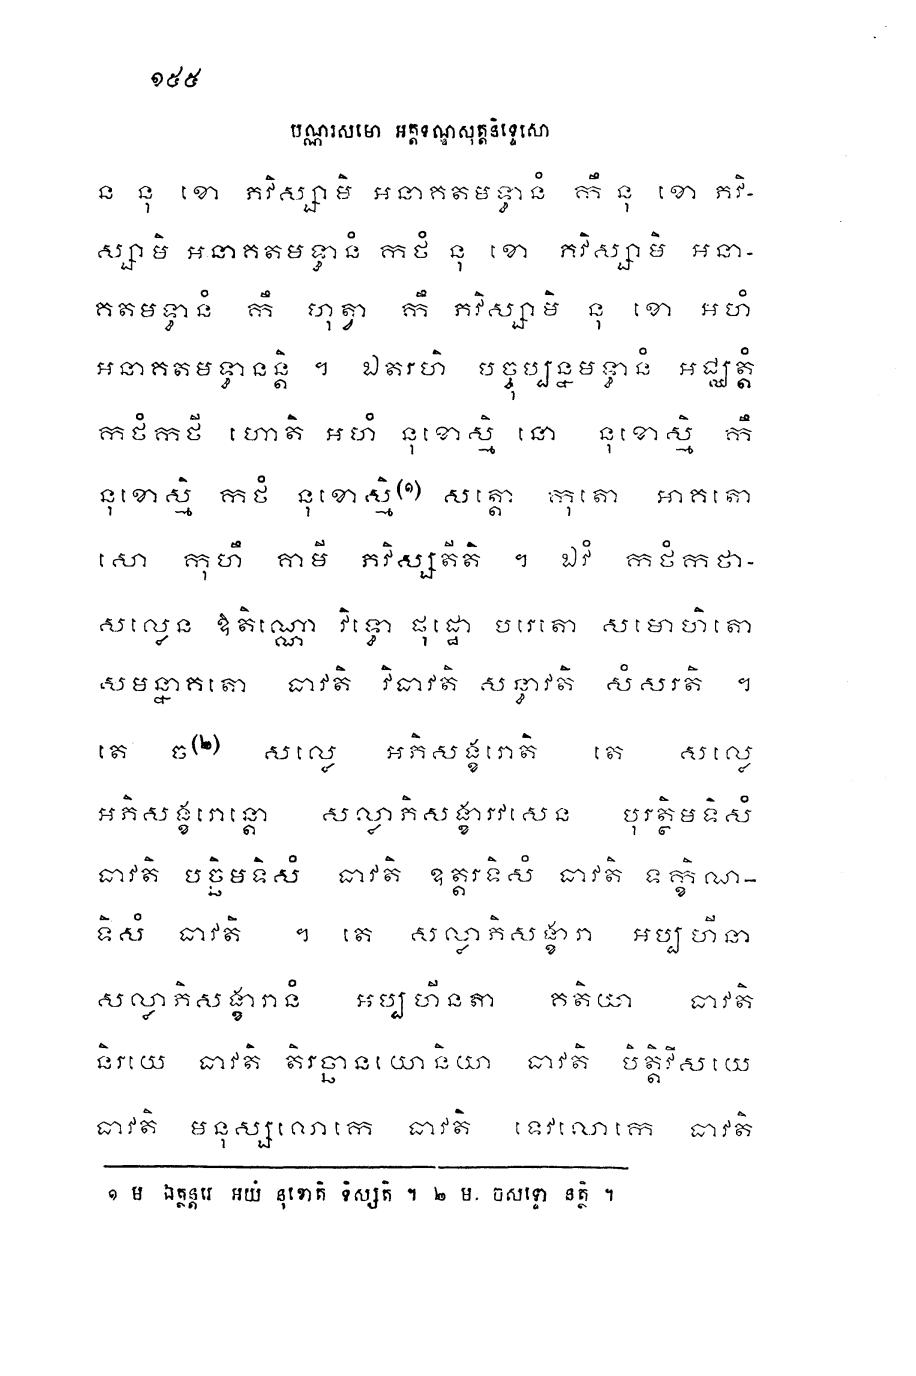 ១៥៥
បណ្ណរសមោ អត្តទណ្ឌសុត្តនិទ្ទេសោ
ន នុ ខោ ភវិស្សាមិ អនាគតមទ្ធានំ កឹ នុ ខោ ភវិ-
ស្សាមិ អនាគតមទ្ធានំ កថំ នុ ខោ ភវិស្សាមិ អនា-
គតមទ្ធានំ កឹ ហុត្វា កឹ ភវិស្សាមិ នុ ខោ អហំ
អនាគតមទ្ធានន្តិ ។ ឯតរហិ បច្ចុប្បន្នមទ្ធានំ អជ្ឈត្តំ
កថំកថី ហោតិ អហំ នុខោស្មិ នោ នុខោស្មិ កឹ
នុខោស្មិ កថំ នុខោស្មិ(១) សត្តោ កុតោ អាគតោ
សោ កុហឹ គាមី ភវិស្សតីតិ ។ ឯវំ កថំកថា-
សល្លេន ឱតិណ្ណោ វិទ្ធោ ផុដ្ឋោ បរេតោ សមោហិតោ
សមន្នាគតោ ធាវតិ វិធាវតិ សន្ធាវតិ សំសរតិ ។
តេ ច(២) សល្លេ អភិសង្ខរោតិ តេ សល្លេ
អភិសង្ខរោន្តោ សល្លាភិសង្ខារវសេន បុរត្ថិមទិសំ
ធាវតិ បច្ឆិមទិសំ ធាវតិ ឧត្តរទិសំ ធាវតិ ទក្ខិណ-
ទិសំ ធាវតិ ។ តេ សល្លាភិសង្ខារា អប្បហីនា
សល្លាភិសង្ខារានំ អប្បហីនតា គតិយា ធាវតិ
និរយេ ធាវតិ តិរច្ឆានយោនិយា ធាវតិ បិត្តិវិសយេ
ធាវតិ មនុស្សលោកេ ធាវតិ ទេវលោកេ ធាវតិ
១ ម ឯត្ថន្តរេ អយំ នុខោតិ ទិស្សតិ ។ ២ ម. ចសទ្ទោ នត្ថិ ។